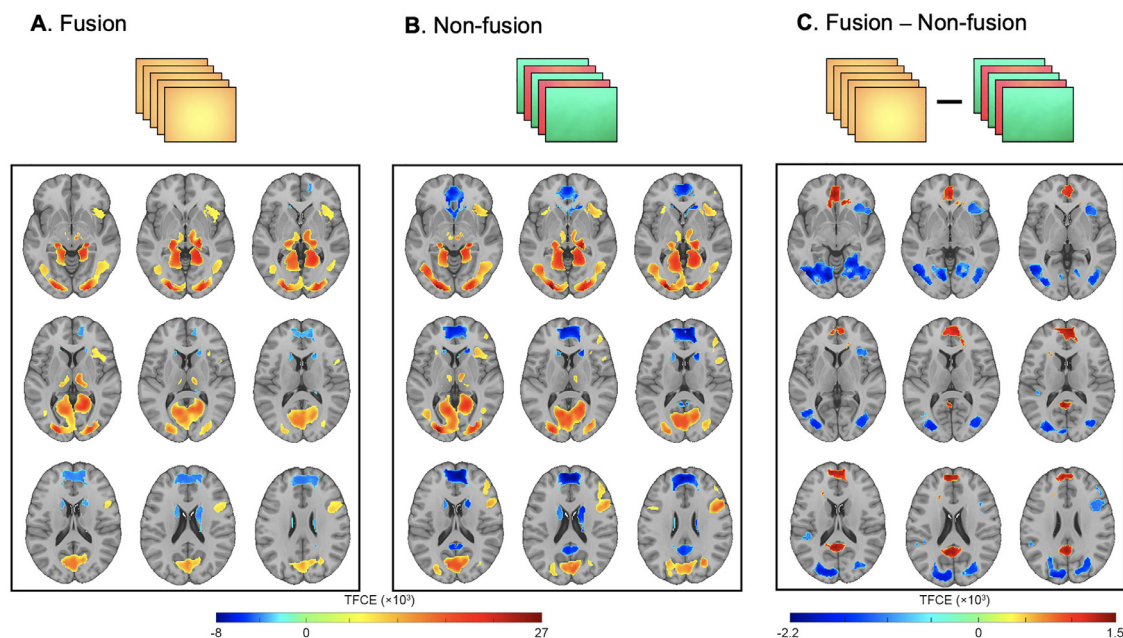 A. Fusion
B. Non-fusion
C. Fusion – Non-fusion
TFCE (×10³)
-8
0
27
TFCE (×10³)
-2.2
0
1.5